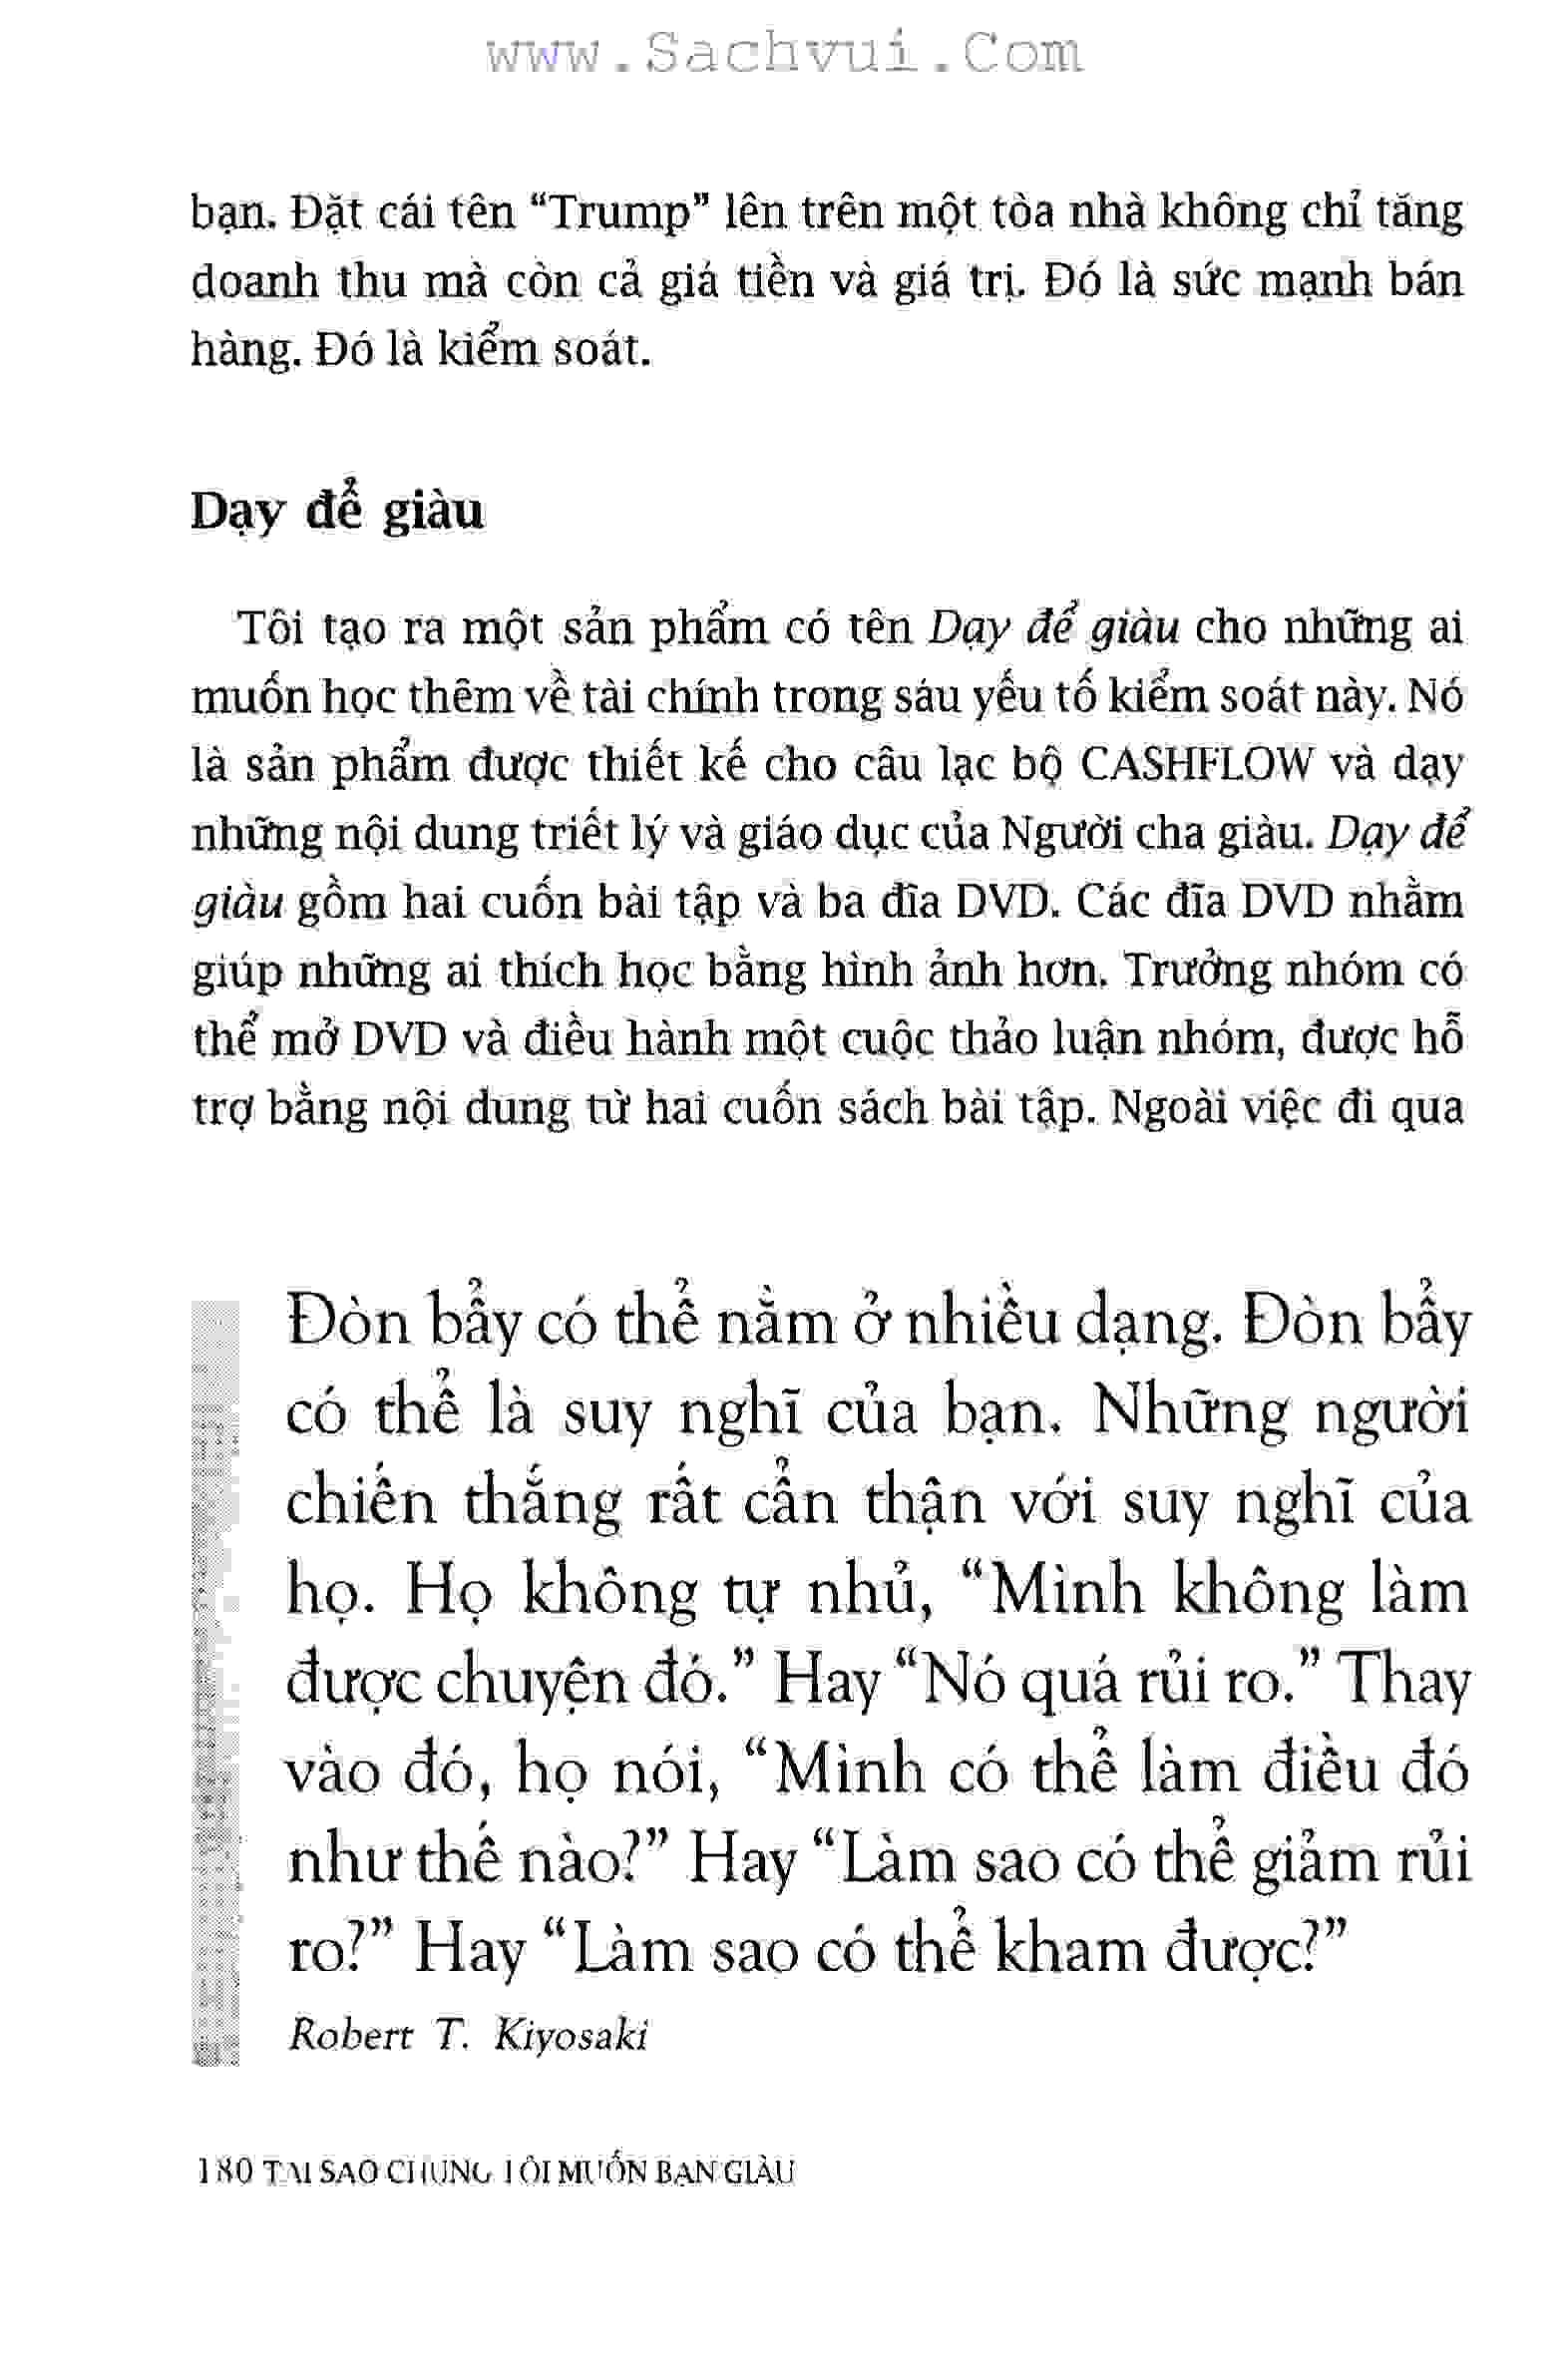 www.Sachvui.Com
bạn. Đặt cái tên “Trump” lên trên một tòa nhà không chỉ tăng
doanh thu mà còn cả giá tiền và giá trị. Đó là sức mạnh bán
hàng. Đó là kiểm soát.
Dạy để giàu
Tôi tạo ra một sản phẩm có tên Dạy để giàu cho những ai
muốn học thêm về tài chính trong sáu yếu tố kiểm soát này. Nó
là sản phẩm được thiết kế cho câu lạc bộ CASHFLOW và dạy
những nội dung triết lý và giáo dục của Người cha giàu. Dạy để
giàu gồm hai cuốn bài tập và ba đĩa DVD. Các đĩa DVD nhằm
giúp những ai thích học bằng hình ảnh hơn. Trưởng nhóm có
thể mở DVD và điều hành một cuộc thảo luận nhóm, được hỗ
trợ bằng nội dung từ hai cuốn sách bài tập. Ngoài việc đi qua
Đòn bẩy có thể nằm ở nhiều dạng. Đòn bẩy
có thể là suy nghĩ của bạn. Những người
chiến thắng rất cẩn thận với suy nghĩ của
họ. Họ không tự nhủ, “Mình không làm
được chuyện đó.” Hay “Nó quá rủi ro.” Thay
vào đó, họ nói, “Mình có thể làm điều đó
như thế nào?” Hay “Làm sao có thể giảm rủi
ro?” Hay “Làm sao có thể kham được?”
Robert T. Kiyosaki
180 TẠI SAO CHÚNG TÔI MUỐN BẠN GIÀU